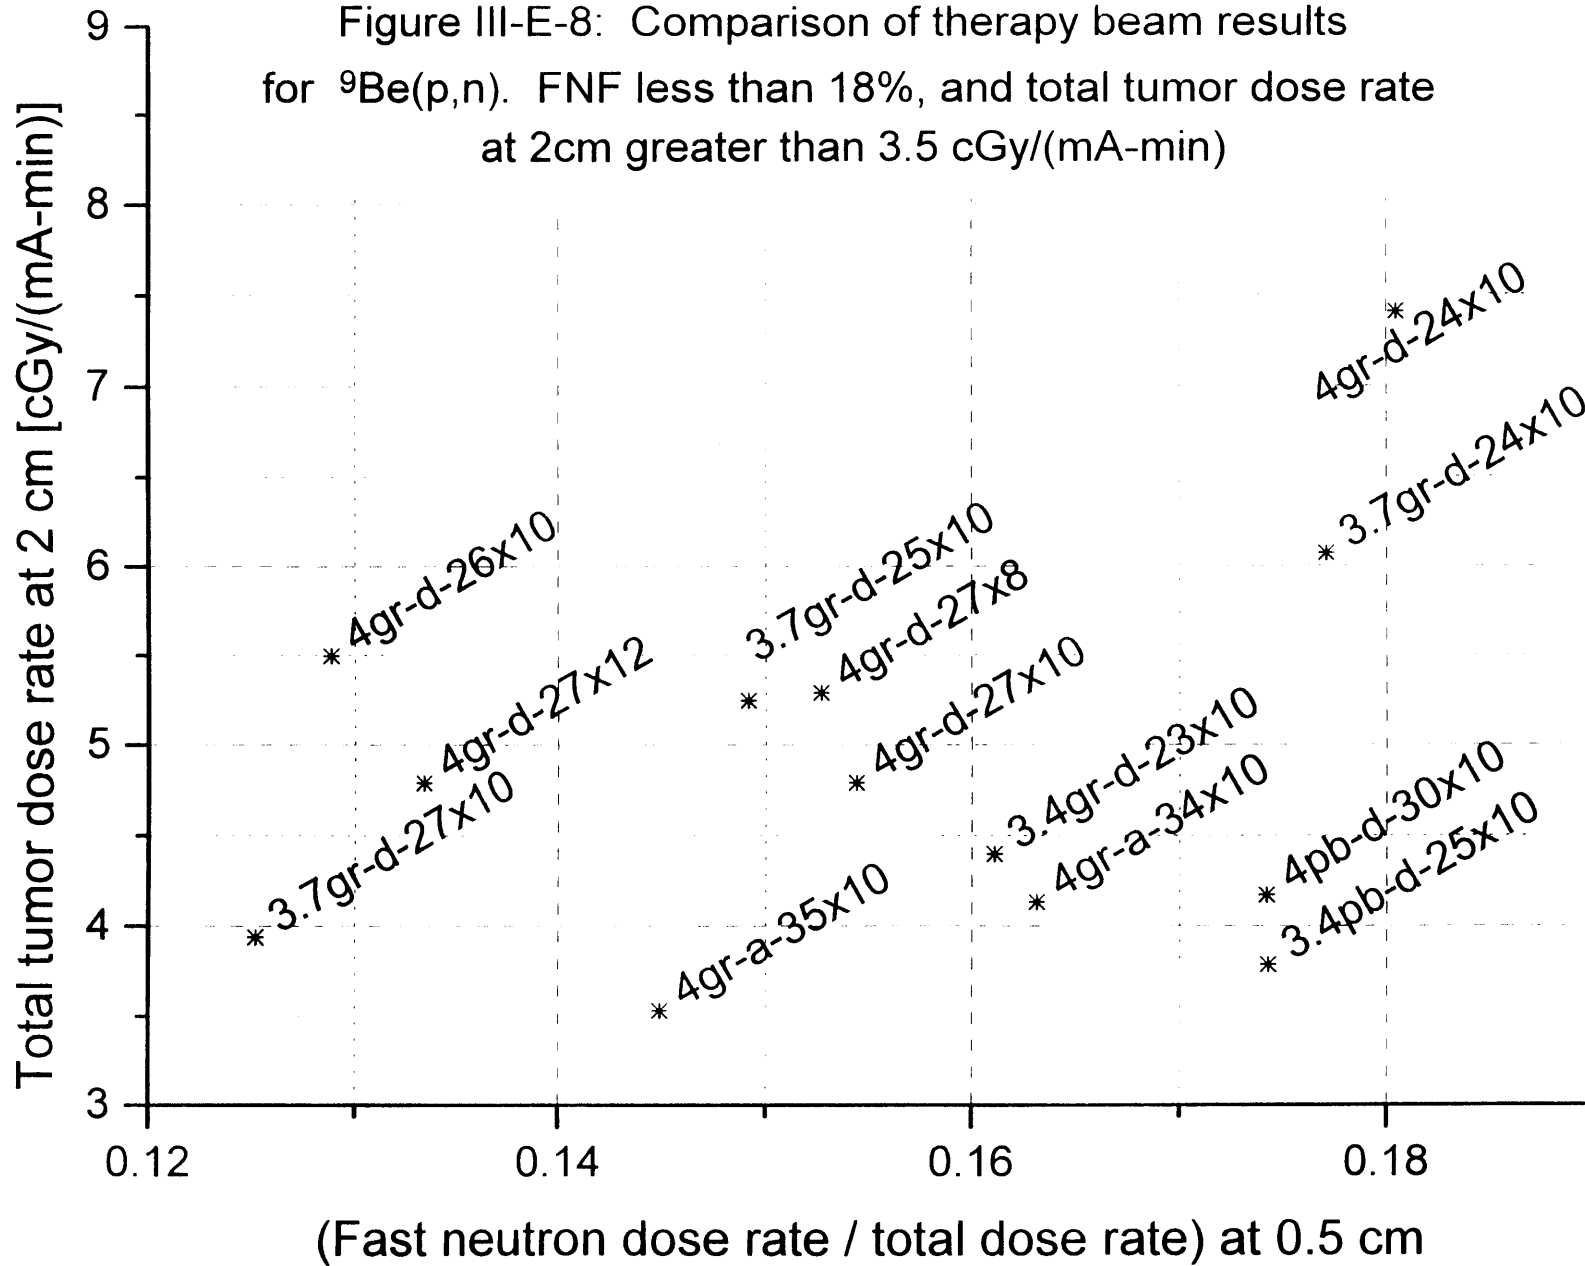 Figure III-E-8: Comparison of therapy beam results
for ⁹Be(p,n). FNF less than 18%, and total tumor dose rate
at 2cm greater than 3.5 cGy/(mA-min)
Total tumor dose rate at 2 cm [cGy/(mA-min)]
9
8
7
6
5
4
3
4gr-d-24x10
3.7gr-d-24x10
4gr-d-26x10
3.7gr-d-25x10
4gr-d-27x8
4gr-d-27x12
4gr-d-27x10
3.7gr-d-27x10
3.4gr-d-23x10
4gr-a-34x10
4pb-d-30x10
3.4pb-d-25x10
4gr-a-35x10
0.12
0.14
0.16
0.18
(Fast neutron dose rate / total dose rate) at 0.5 cm